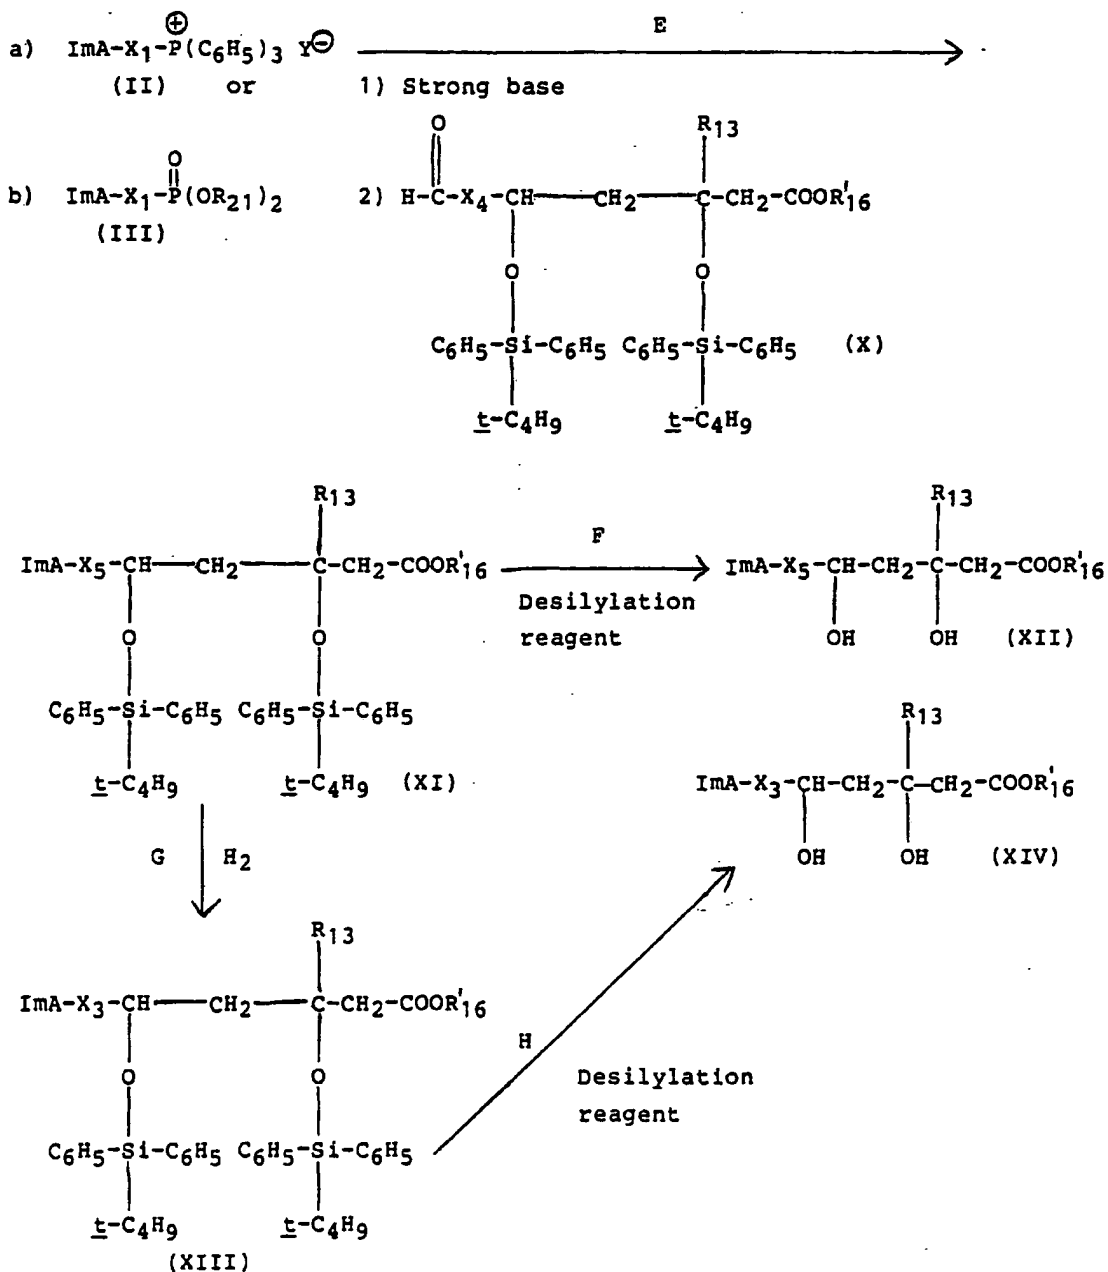 a) ImA-X1-P(C6H5)3 Y⊖
⊕
E
(II) or 1) Strong base
O R13
O
b) ImA-X1-P(OR21)2 2) H-C-X4-CH-CH2-C-CH2-COOR'16
(III)
O O
C6H5-Si-C6H5 C6H5-Si-C6H5 (X)
t-C4H9 t-C4H9
R13 R13
F
ImA-X5-CH-CH2-C-CH2-COOR'16 ImA-X5-CH-CH2-C-CH2-COOR'16
Desilylation
O O reagent OH OH (XII)
C6H5-Si-C6H5 C6H5-Si-C6H5 R13
t-C4H9 t-C4H9 (XI) ImA-X3-CH-CH2-C-CH2-COOR'16
G H2 OH OH (XIV)
R13
ImA-X3-CH-CH2-C-CH2-COOR'16
H
O O Desilylation
reagent
C6H5-Si-C6H5 C6H5-Si-C6H5
t-C4H9 t-C4H9
(XIII)